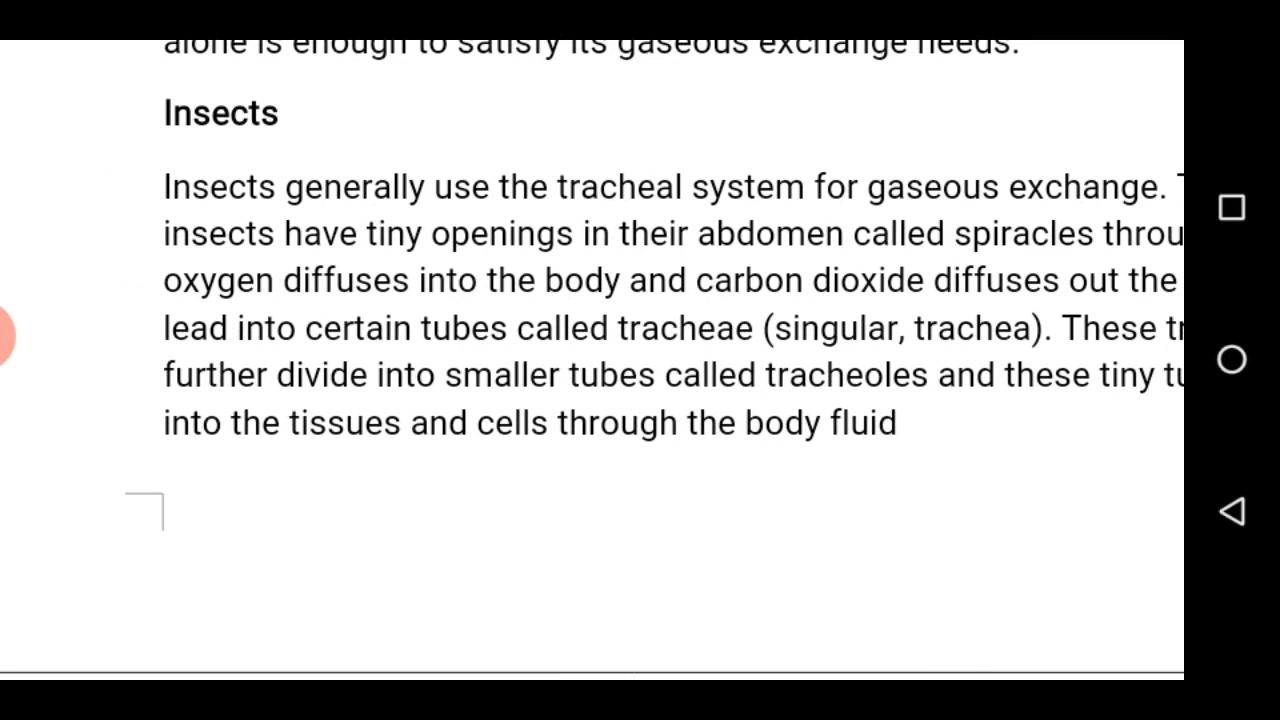 alone is enough to satisfy its gaseous exchange needs.
Insects
Insects generally use the tracheal system for gaseous exchange.
insects have tiny openings in their abdomen called spiracles
oxygen diffuses into the body and carbon dioxide diffuses out the
lead into certain tubes called tracheae (singular, trachea). These
further divide into smaller tubes called tracheoles and these tiny
into the tissues and cells through the body fluid